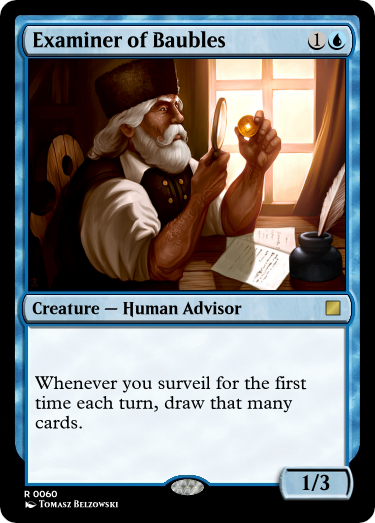 Examiner of Baubles 1
Creature — Human Advisor
Whenever you surveil for the first
time each turn, draw that many
cards.
1/3
R 0060
Tomasz Belzowski